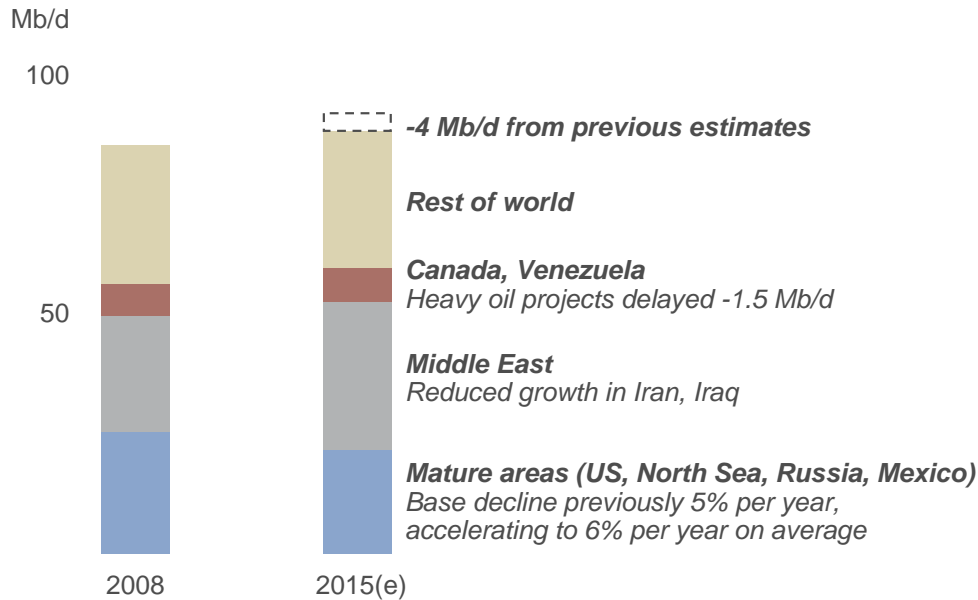 Mb/d
100
-4 Mb/d from previous estimates
Rest of world
Canada, Venezuela
Heavy oil projects delayed -1.5 Mb/d
50
Middle East
Reduced growth in Iran, Iraq
Mature areas (US, North Sea, Russia, Mexico)
Base decline previously 5% per year,
accelerating to 6% per year on average
2008
2015(e)